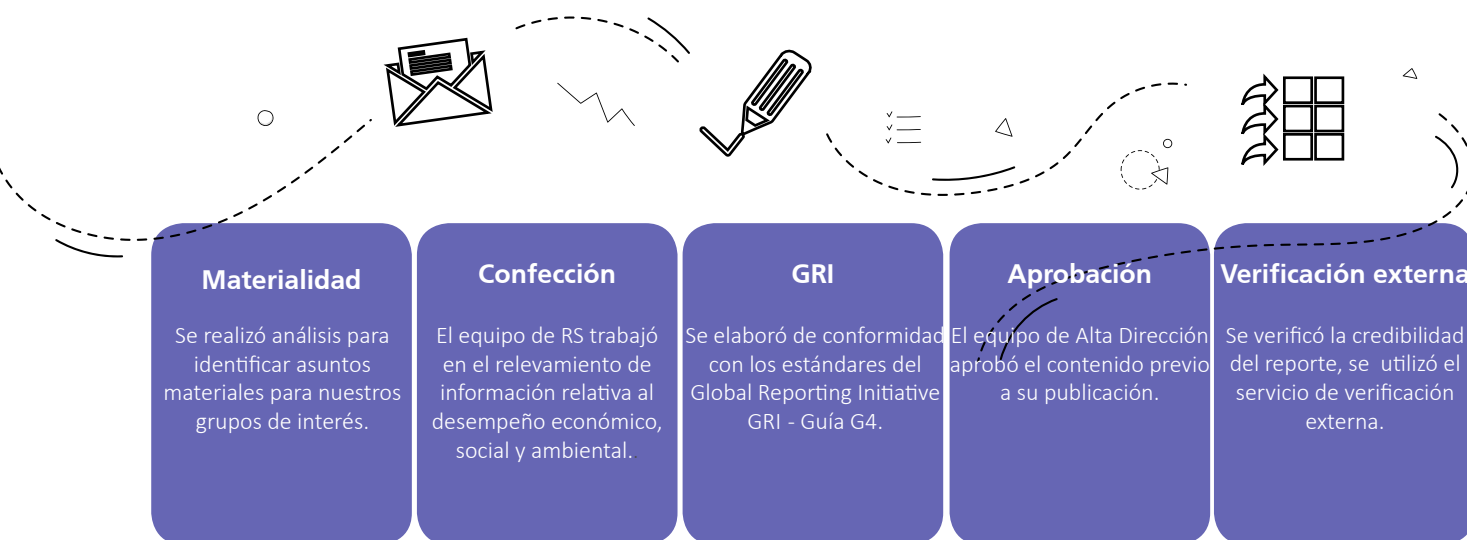 Materialidad
Se realizó análisis para
identificar asuntos
materiales para nuestros
grupos de interés.
Confección
El equipo de RS trabajó
en el relevamiento de
información relativa al
desempeño económico,
social y ambiental..
GRI
Se elaboró de conformidad
con los estándares del
Global Reporting Initiative
GRI - Guía G4.
Aprobación
El equipo de Alta Dirección
aprobó el contenido previo
a su publicación.
Verificación externa
Se verificó la credibilidad
del reporte, se utilizó el
servicio de verificación
externa.